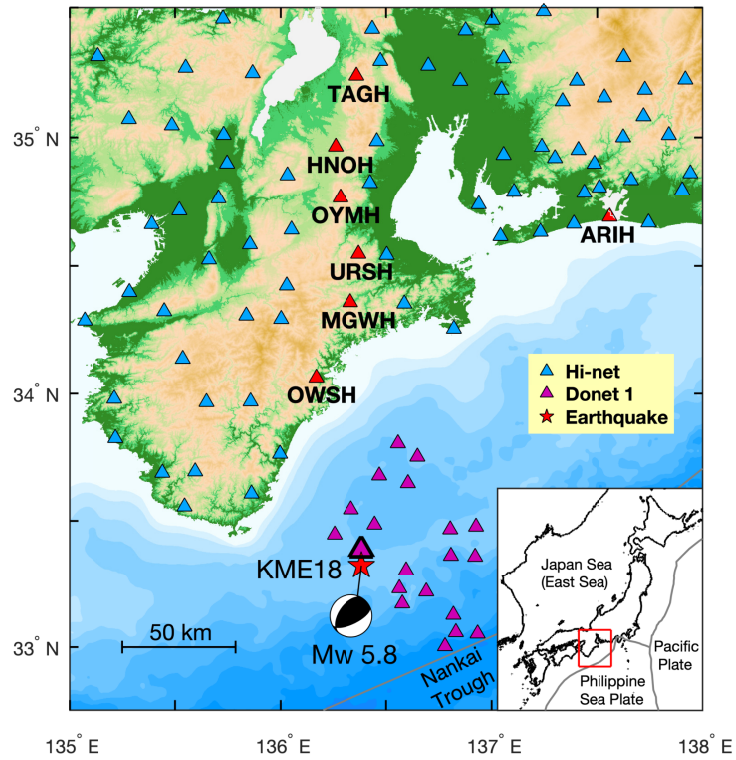 TAGH
35° N
HNOH
OYMH
ARIH
URSH
MGWH
Hi-net
34° N
OWSH
Donet 1
Earthquake
KME18
Japan Sea
(East Sea)
50 km
33° N
Mw 5.8
Nankai
Trough
Pacific
Plate
Philippine
Sea Plate
135° E
136° E
137° E
138° E